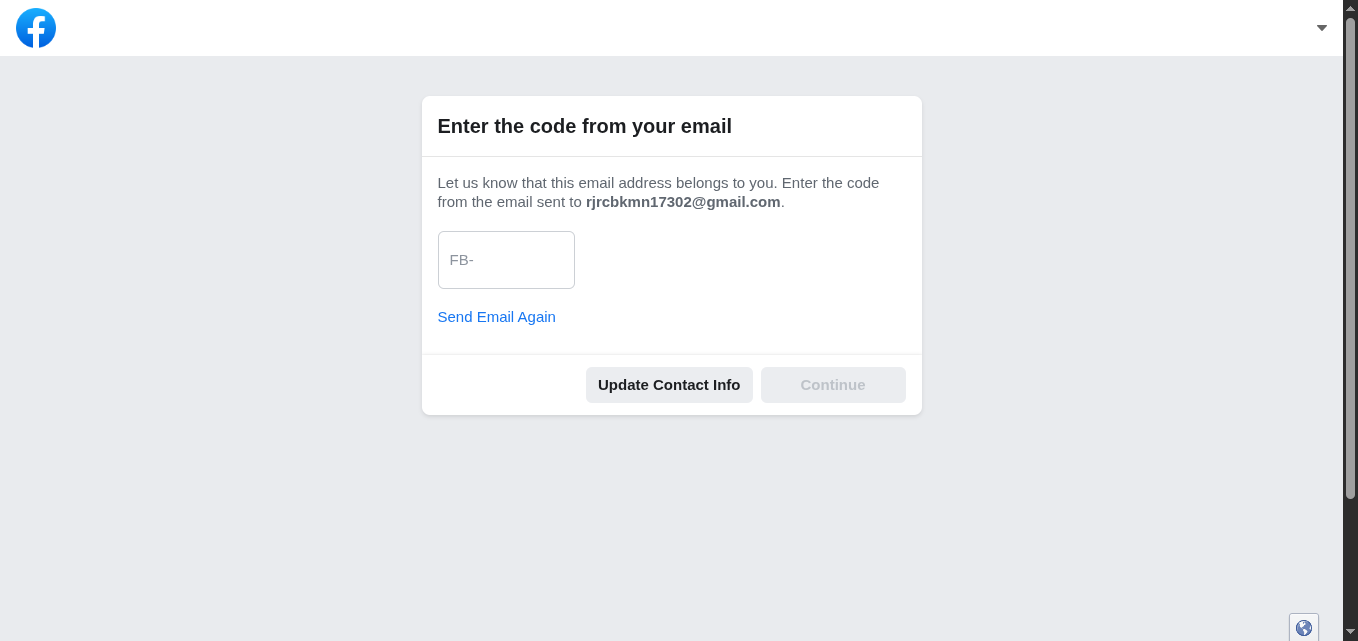 Enter the code from your email
Let us know that this email address belongs to you. Enter the code
from the email sent to rjrcbkmn17302@gmail.com.
FB-
Send Email Again
Update Contact Info
Continue